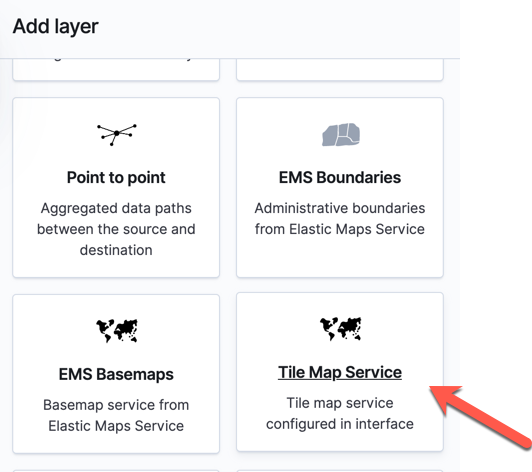 Add layer
Point to point
Aggregated data paths
between the source and
destination
EMS Boundaries
Administrative boundaries
from Elastic Maps Service
EMS Basemaps
Basemap service from
Elastic Maps Service
Tile Map Service
Tile map service
configured in interface